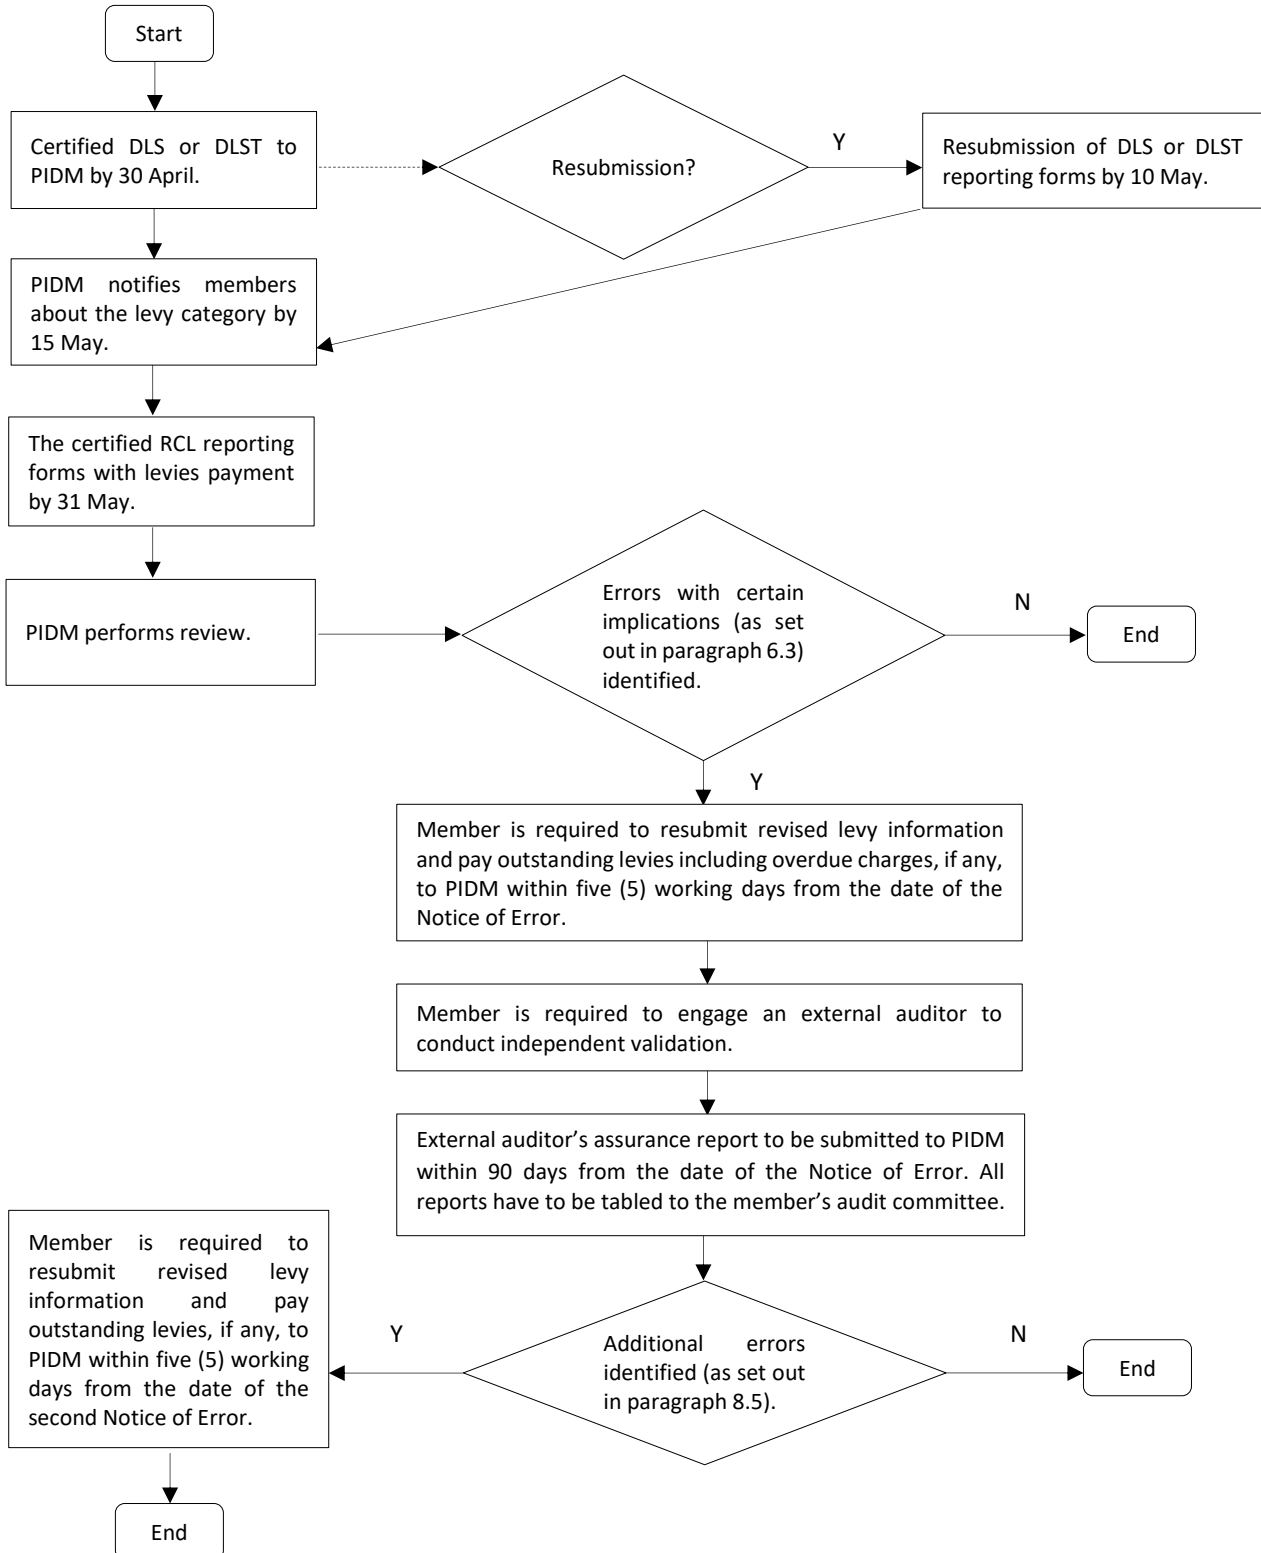 Start
Certified DLS or DLST to
PIDM by 30 April.
Resubmission?
Y
Resubmission of DLS or DLST
reporting forms by 10 May.
PIDM notifies members
about the levy category by
15 May.
The certified RCL reporting
forms with levies payment
by 31 May.
PIDM performs review.
Errors with certain
implications (as set
out in paragraph 6.3)
identified.
N
End
Y
Member is required to resubmit revised levy information
and pay outstanding levies including overdue charges, if any,
to PIDM within five (5) working days from the date of the
Notice of Error.
Member is required to engage an external auditor to
conduct independent validation.
External auditor’s assurance report to be submitted to PIDM
within 90 days from the date of the Notice of Error. All
reports have to be tabled to the member’s audit committee.
Additional errors
identified (as set out
in paragraph 8.5).
N
End
Y
Member is required to
resubmit revised levy
information and pay
outstanding levies, if any, to
PIDM within five (5) working
days from the date of the
second Notice of Error.
End